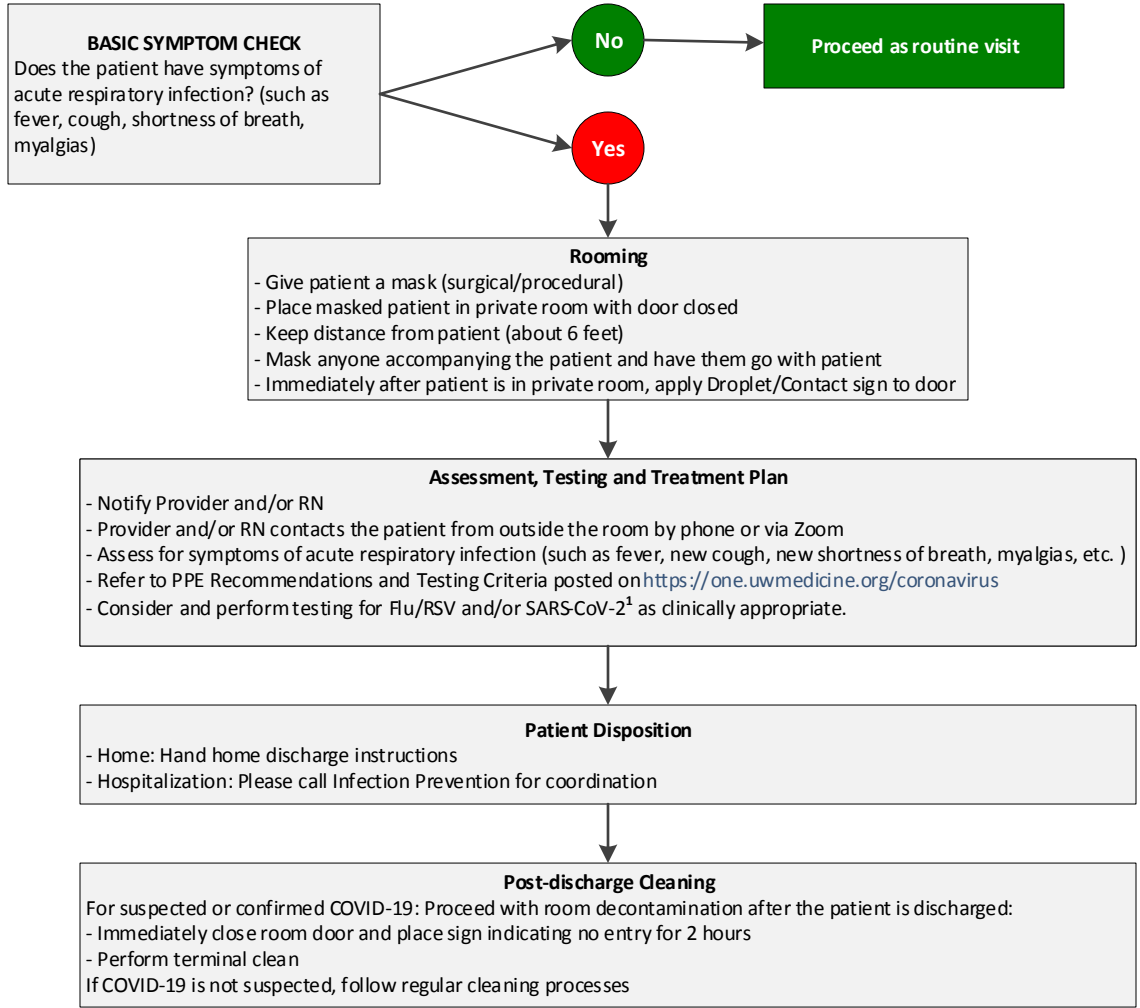 BASIC SYMPTOM CHECK
Does the patient have symptoms of
acute respiratory infection? (such as
fever, cough, shortness of breath,
myalgias)
No
Proceed as routine visit
Yes
Rooming
- Give patient a mask (surgical/procedural)
- Place masked patient in private room with door closed
- Keep distance from patient (about 6 feet)
- Mask anyone accompanying the patient and have them go with patient
- Immediately after patient is in private room, apply Droplet/Contact sign to door
Assessment, Testing and Treatment Plan
- Notify Provider and/or RN
- Provider and/or RN contacts the patient from outside the room by phone or via Zoom
- Assess for symptoms of acute respiratory infection (such as fever, new cough, new shortness of breath, myalgias, etc. )
- Refer to PPE Recommendations and Testing Criteria posted on https://one.uwmedicine.org/coronavirus
- Consider and perform testing for Flu/RSV and/or SARS-CoV-2¹ as clinically appropriate.
Patient Disposition
- Home: Hand home discharge instructions
- Hospitalization: Please call Infection Prevention for coordination
Post-discharge Cleaning
For suspected or confirmed COVID-19: Proceed with room decontamination after the patient is discharged:
- Immediately close room door and place sign indicating no entry for 2 hours
- Perform terminal clean
If COVID-19 is not suspected, follow regular cleaning processes